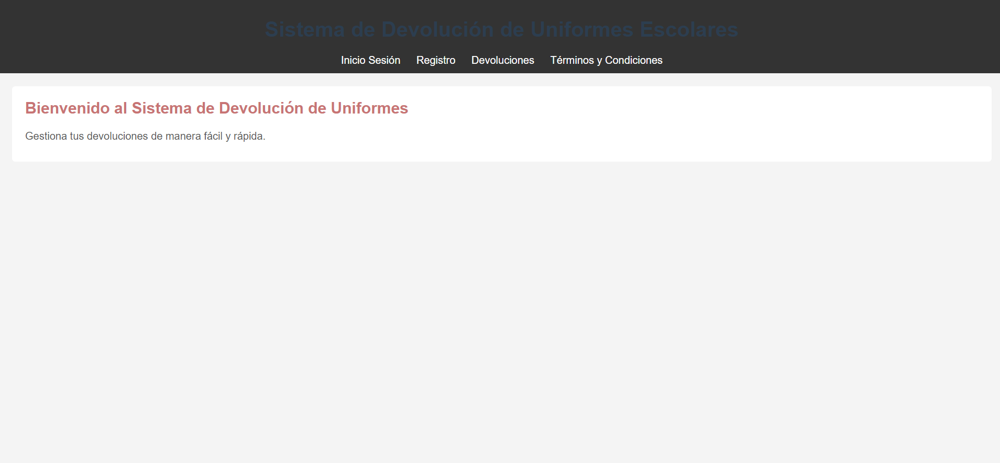 Sistema de Devolución de Uniformes Escolares
Inicio Sesión Registro Devoluciones Términos y Condiciones
Bienvenido al Sistema de Devolución de Uniformes
Gestiona tus devoluciones de manera fácil y rápida.